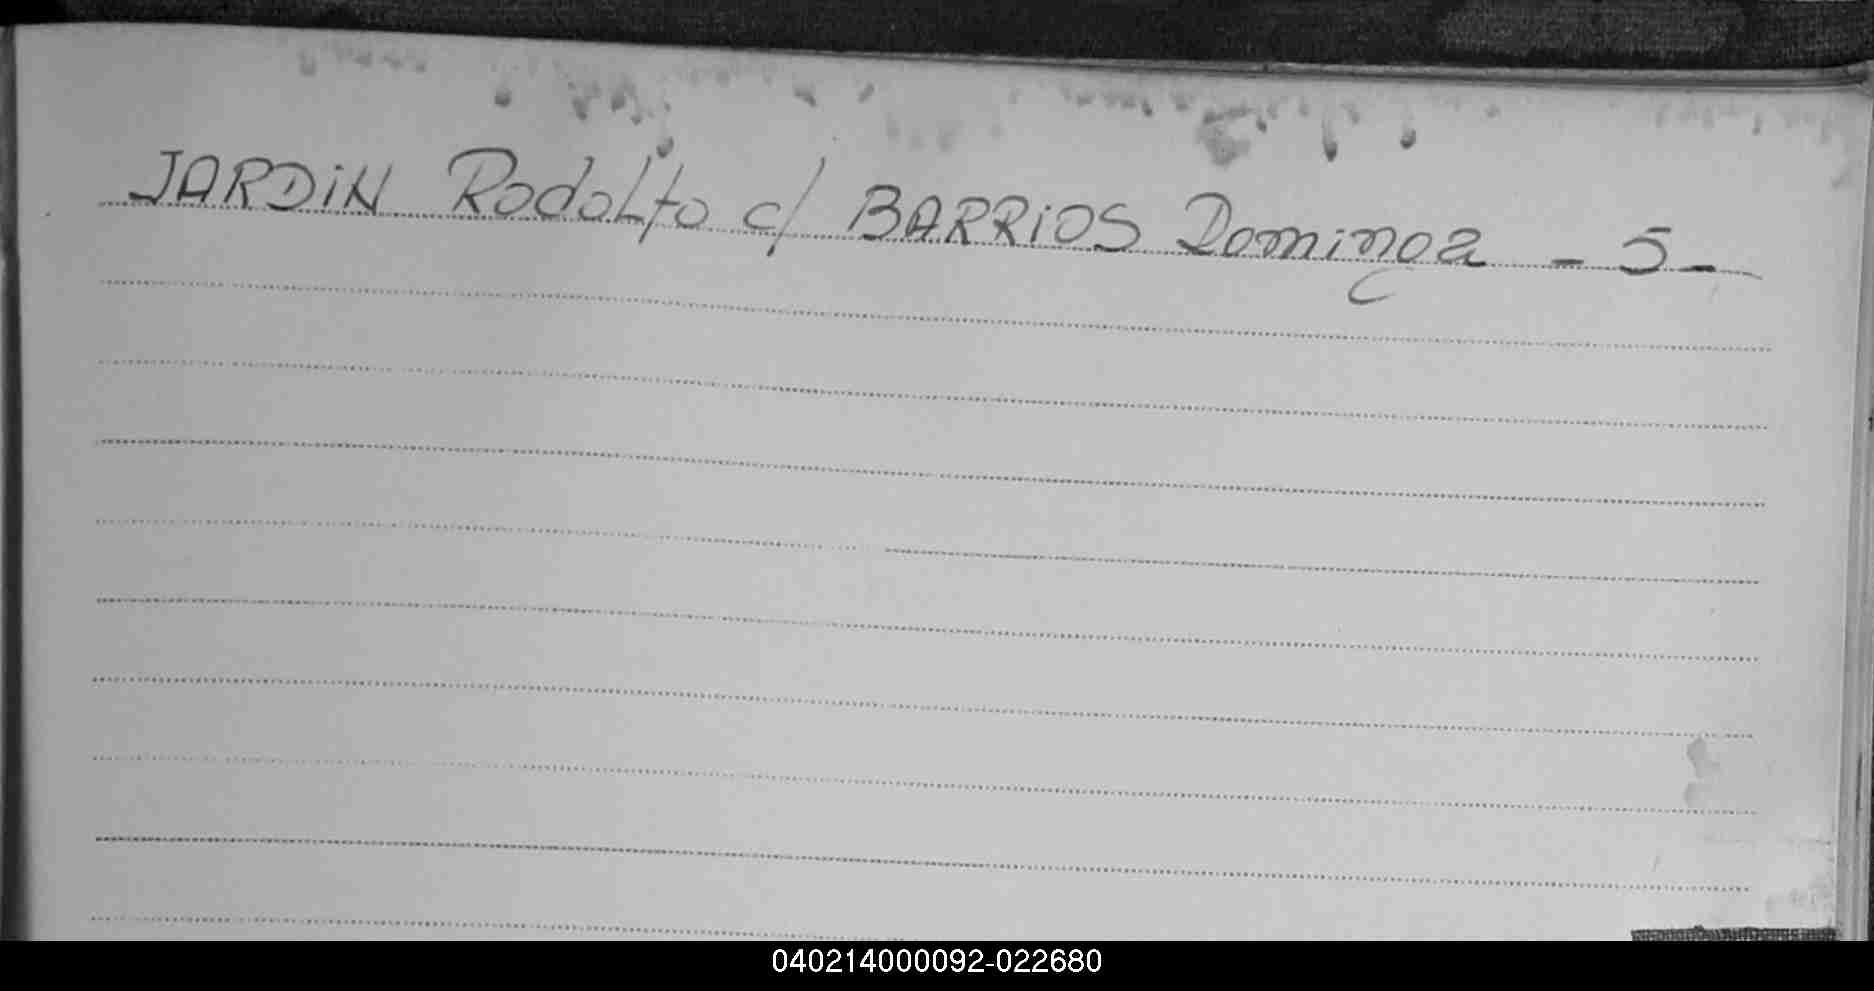 JARDiN Rodolfo c/ BARRiOS Dominga - 5 -
040214000092-022680